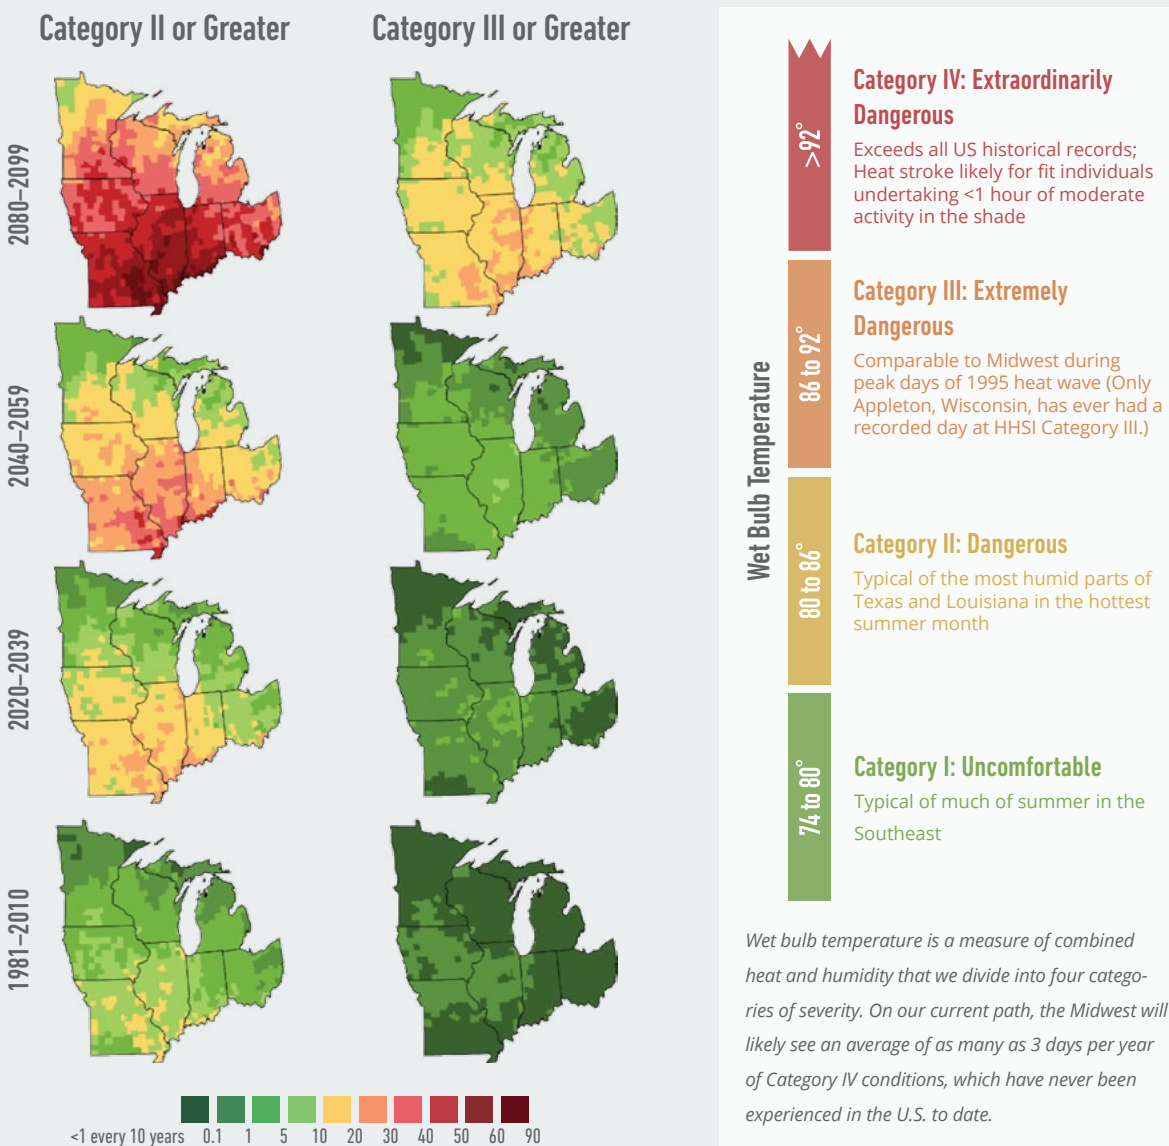 Category II or Greater
Category III or Greater
2080–2099
2040–2059
2020–2039
1981–2010
<1 every 10 years 0.1 1 5 10 20 30 40 50 60 90
Wet Bulb Temperature
>92°
Category IV: Extraordinarily
Dangerous
Exceeds all US historical records;
Heat stroke likely for fit individuals
undertaking <1 hour of moderate
activity in the shade
86 to 92°
Category III: Extremely
Dangerous
Comparable to Midwest during
peak days of 1995 heat wave (Only
Appleton, Wisconsin, has ever had a
recorded day at HHSI Category III.)
80 to 86°
Category II: Dangerous
Typical of the most humid parts of
Texas and Louisiana in the hottest
summer month
74 to 80°
Category I: Uncomfortable
Typical of much of summer in the
Southeast
Wet bulb temperature is a measure of combined
heat and humidity that we divide into four catego-
ries of severity. On our current path, the Midwest will
likely see an average of as many as 3 days per year
of Category IV conditions, which have never been
experienced in the U.S. to date.